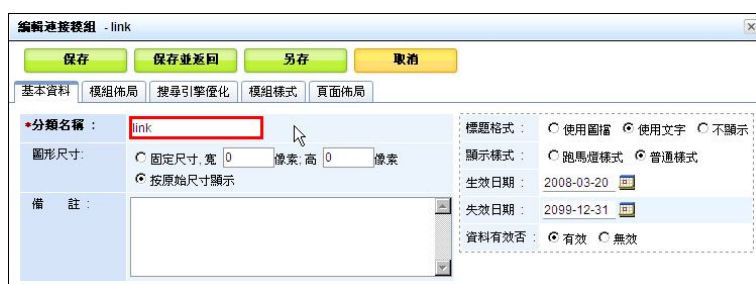 編輯連接模組 - link
保存 保存並返回 另存 取消
基本資料 模組佈局 搜尋引擎優化 模組樣式 頁面佈局
*分類名稱 : link
圖形尺寸: 固定尺寸, 寬 0 像素; 高 0 像素
按原始尺寸顯示
備 註 :
標題格式 : 使用圖檔 使用文字 不顯示
顯示樣式 : 跑馬燈樣式 普通樣式
生效日期 : 2008-03-20
失效日期 : 2099-12-31
資料有效否 : 有效 無效